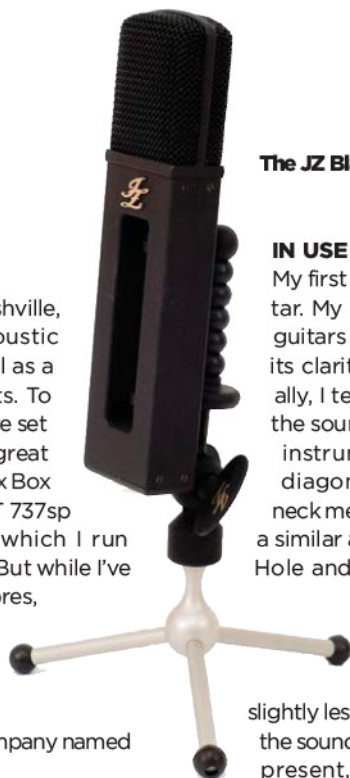 shville,
oustic
l as a
ts. To
e set
great
x Box
T 737sp
which I run
But while I've
ores,
mpany named
JZ
The JZ Bl
IN USE
My first
tar. My
guitars
its clarit
ally, I te
the soun
instrum
diagon
neck me
a similar a
Hole and
slightly les
the sound
present.